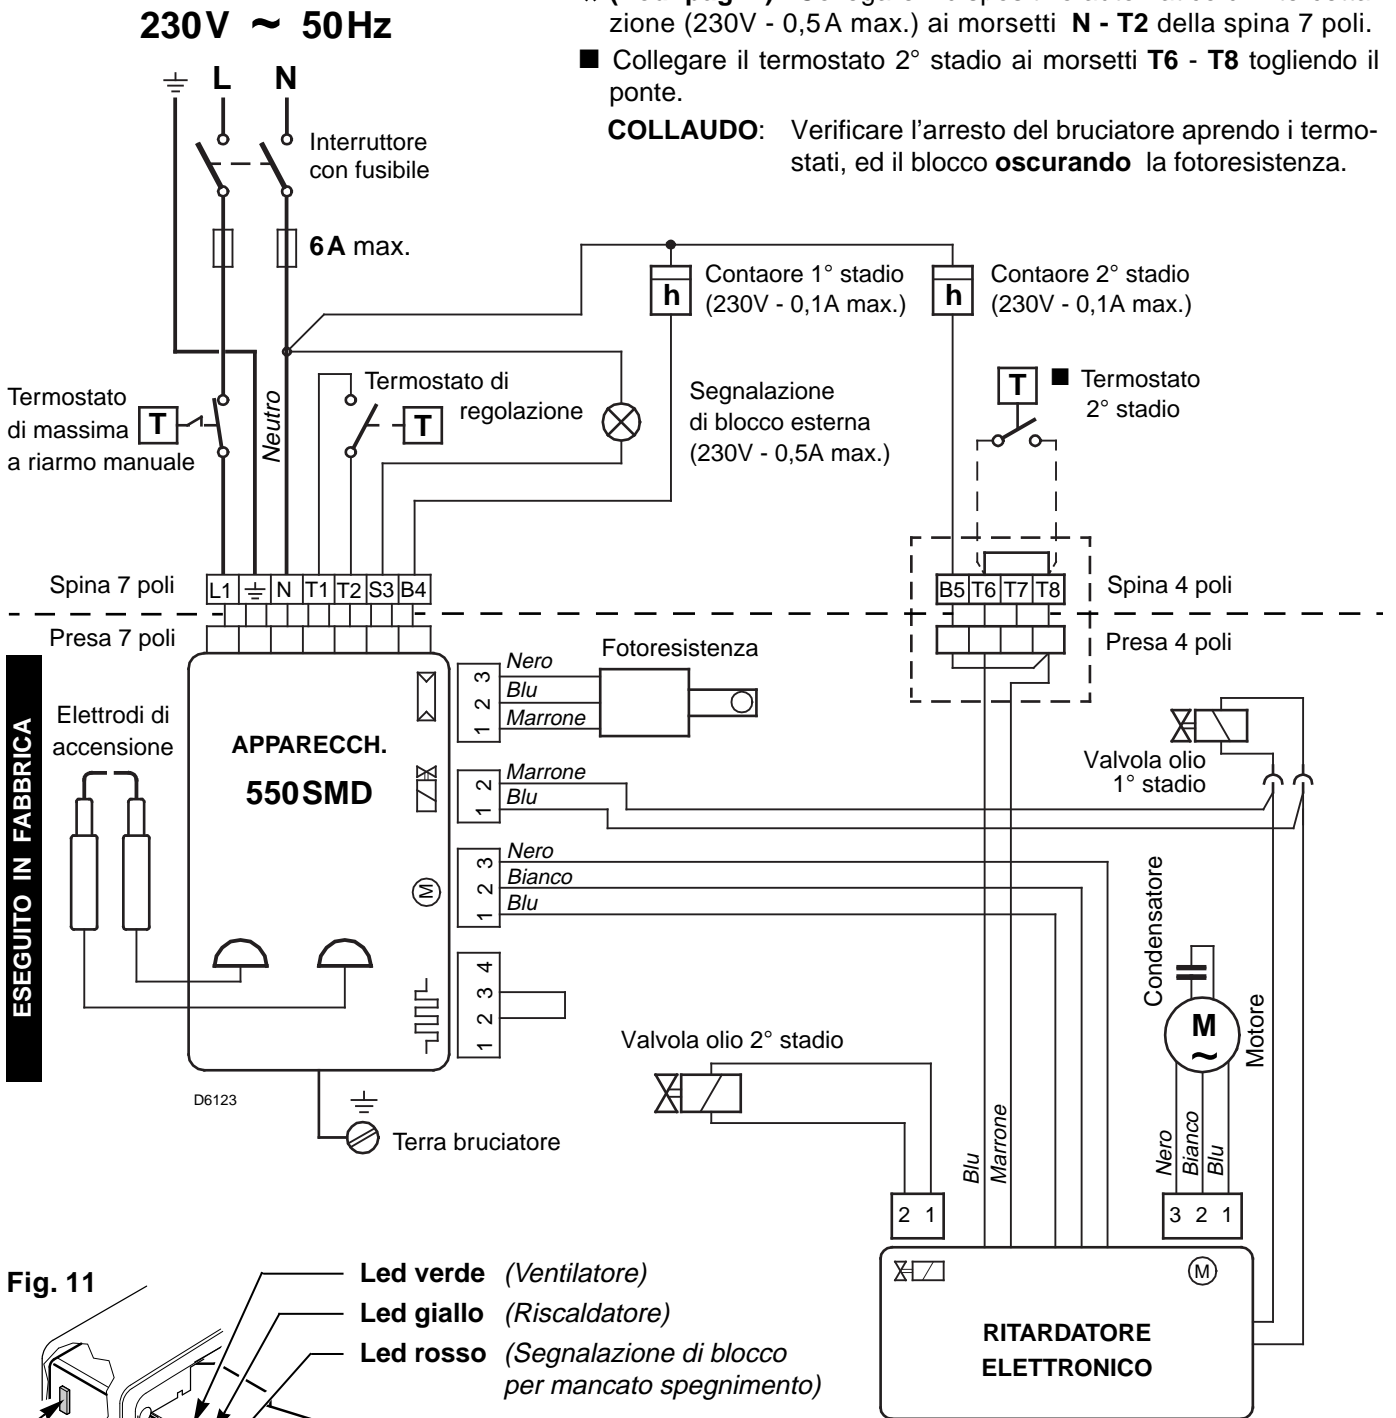 230V ~ 50Hz
zione (230V - 0,5A max.) ai morsetti N - T2 della spina 7 poli.
■ Collegare il termostato 2° stadio ai morsetti T6 - T8 togliendo il
ponte.
COLLAUDO: Verificare l'arresto del bruciatore aprendo i termo-
stati, ed il blocco oscurando la fotoresistenza.
L N
Interruttore
con fusibile
6A max.
h
Contaore 1° stadio
(230V - 0,1A max.)
h
Contaore 2° stadio
(230V - 0,1A max.)
Termostato
di massima
a riarmo manuale
T
Neutro
Termostato di
regolazione
T
Segnalazione
di blocco esterna
(230V - 0,5A max.)
T
■ Termostato
2° stadio
Spina 7 poli
L1 N T1 T2 S3 B4
B5 T6 T7 T8
Spina 4 poli
Presa 7 poli
Presa 4 poli
ESEGUITO IN FABBRICA
Elettrodi di
accensione
APPARECCH.
550SMD
3
2
1
Nero
Blu
Marrone
Fotoresistenza
2
1
Marrone
Blu
Valvola olio
1° stadio
M
3
2
1
Nero
Bianco
Blu
4
3
2
1
Condensatore
M
~
Motore
Valvola olio 2° stadio
D6123
Terra bruciatore
Blu
Marrone
Nero
Bianco
Blu
2 1
3 2 1
M
RITARDATORE
ELETTRONICO
Fig. 11
Led verde (Ventilatore)
Led giallo (Riscaldatore)
Led rosso (Segnalazione di blocco
per mancato spegnimento)